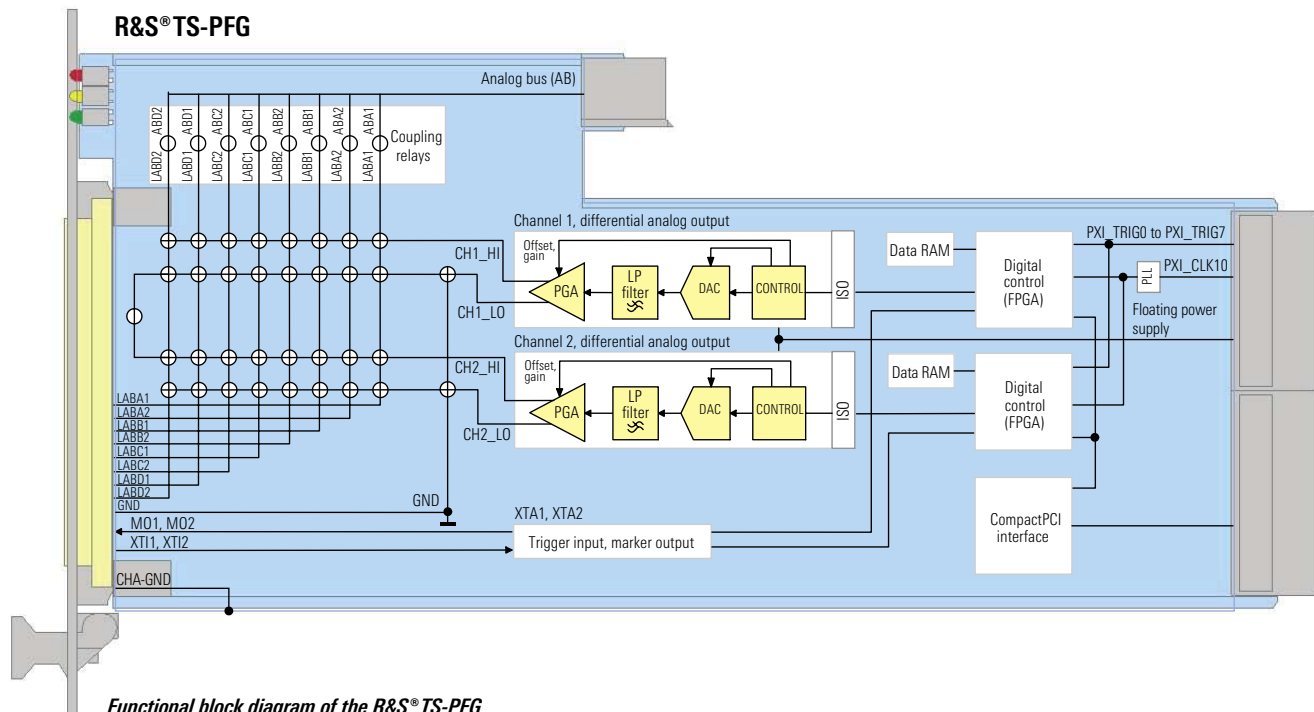 R&S® TS-PFG
Analog bus (AB)
ABD2
ABD1
ABC2
ABC1
ABB2
ABB1
ABA2
ABA1
Coupling
relays
LABD2
LABD1
LABC2
LABC1
LABB2
LABB1
LABA2
LABA1
Channel 1, differential analog output
Offset,
gain
CH1_HI
CH1_LO
PGA
LP
filter
DAC
CONTROL
ISO
Data RAM
Digital
control
(FPGA)
PXI_TRIG0 to PXI_TRIG7
PLL
PXI_CLK10
Floating power
supply
Channel 2, differential analog output
Offset,
gain
CH2_HI
CH2_LO
PGA
LP
filter
DAC
CONTROL
ISO
Data RAM
Digital
control
(FPGA)
LABA1
LABA2
LABB1
LABB2
LABC1
LABC2
LABD1
LABD2
GND
GND
MO1, MO2
XTI1, XTI2
XTA1, XTA2
Trigger input, marker output
CompactPCI
interface
CHA-GND
Functional block diagram of the R&S® TS-PFG